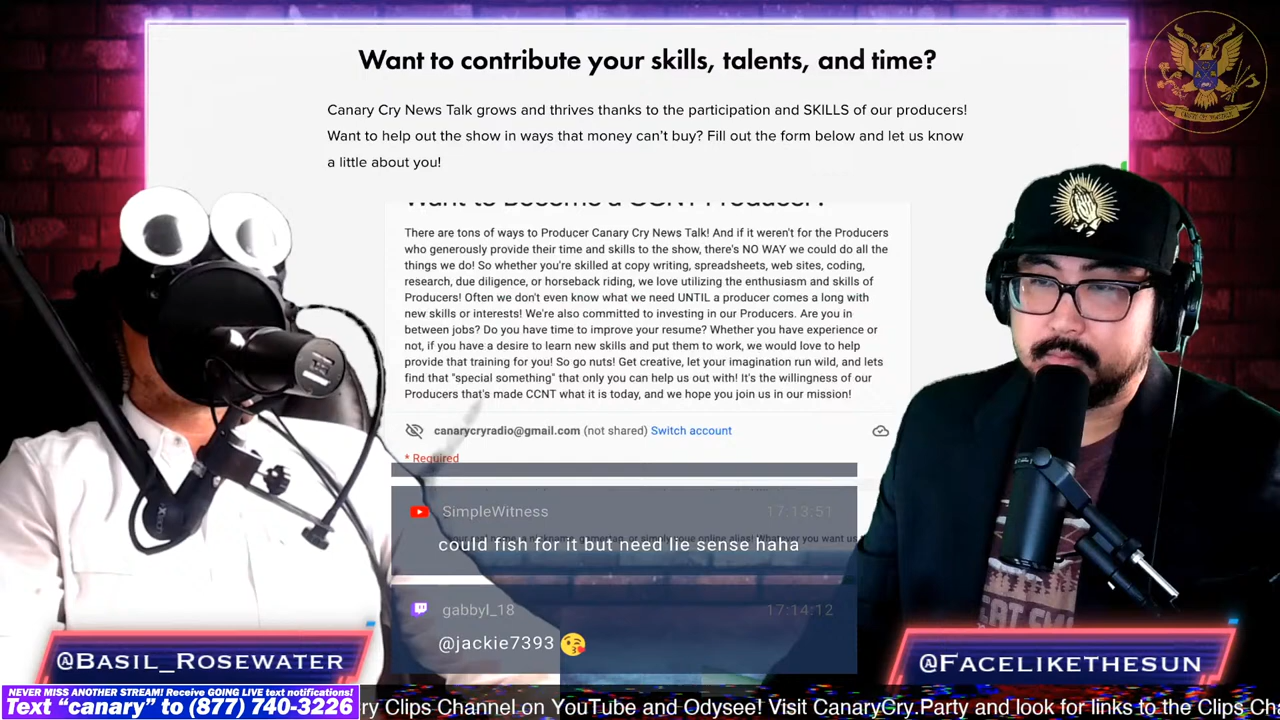 Want to contribute your skills, talents, and time?
Canary Cry News Talk grows and thrives thanks to the participation and SKILLS of our producers!
Want to help out the show in ways that money can't buy? Fill out the form below and let us know
a little about you!
Want to Become a CCNT Producer?
There are tons of ways to Producer Canary Cry News Talk! And if it weren't for the Producers
who generously provide their time and skills to the show, there's NO WAY we could do all the
things we do! So whether you're skilled at copy writing, spreadsheets, web sites, coding,
research, due diligence, or horseback riding, we love utilizing the enthusiasm and skills of
Producers! Often we don't even know what we need UNTIL a producer comes a long with
new skills or interests! We're also committed to investing in our Producers. Are you in
between jobs? Do you have time to improve your resume? Whether you have experience or
not, if you have a desire to learn new skills and put them to work, we would love to help
provide that training for you! So go nuts! Get creative, let your imagination run wild, and lets
find that "special something" that only you can help us out with! It's the willingness of our
Producers that's made CCNT what it is today, and we hope you join us in our mission!
canarycryradio@gmail.com (not shared) Switch account
* Required
SimpleWitness 17:13:51
could fish for it but need lie sense haha
gabbyl_18 17:14:12
@jackie7393
@BASIL_ROSEWATER
@FACELIKETHESUN
NEVER MISS ANOTHER STREAM! Receive GOING LIVE text notifications!
Text "canary" to (877) 740-3226
ry Clips Channel on YouTube and Odysee! Visit CanaryCry.Party and look for links to the Clips Cha